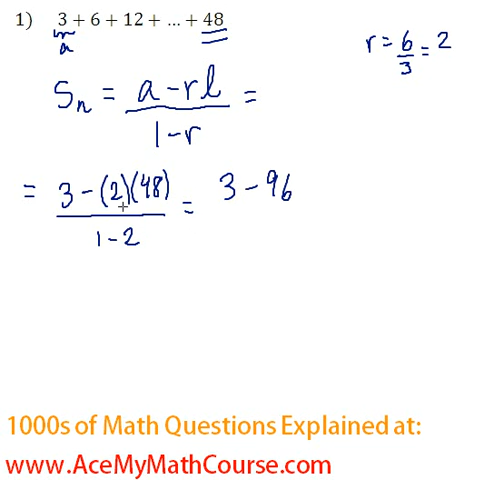 1) 3 + 6 + 12 + ... + 48
a
r = 6/3 = 2
Sn = a - rl / 1 - r =
= 3 - (2)(48) / 1 - 2 = 3 - 96
1000s of Math Questions Explained at:
www.AceMyMathCourse.com